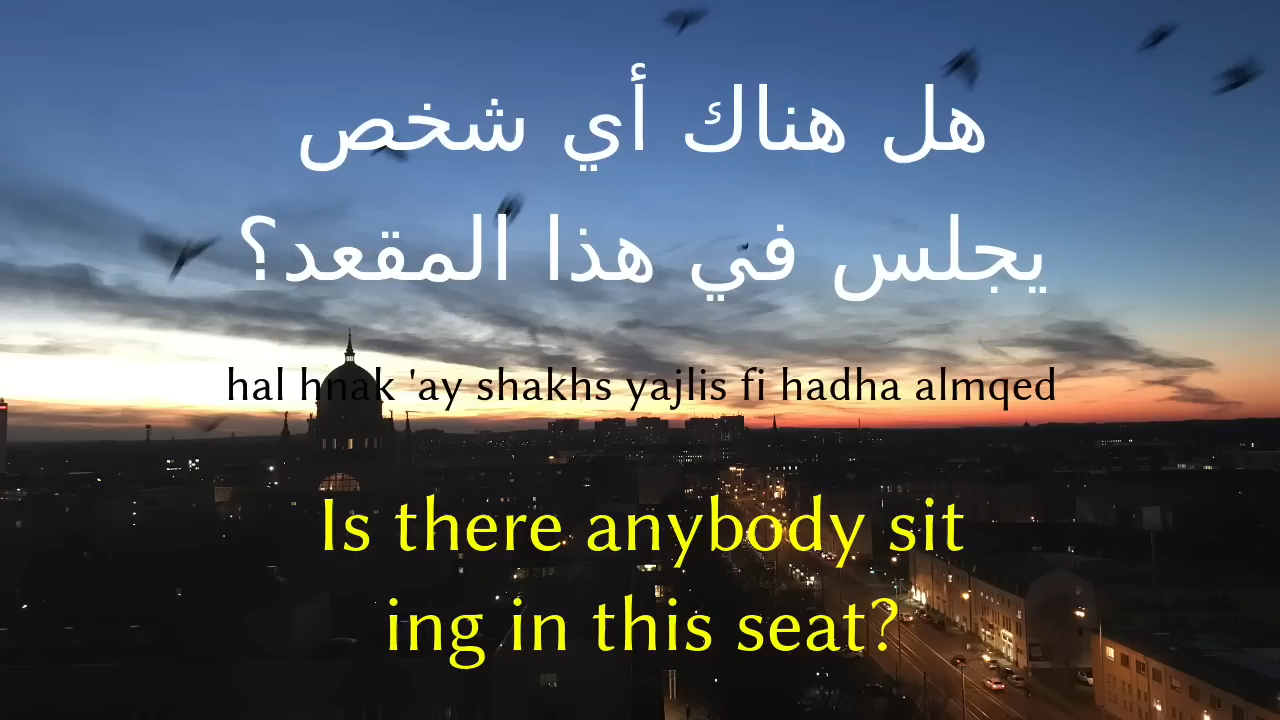 هل هناك أي شخص
يجلس في هذا المقعد؟
hal hnak 'ay shakhs yajlis fi hadha almqed
Is there anybody sit
ing in this seat?